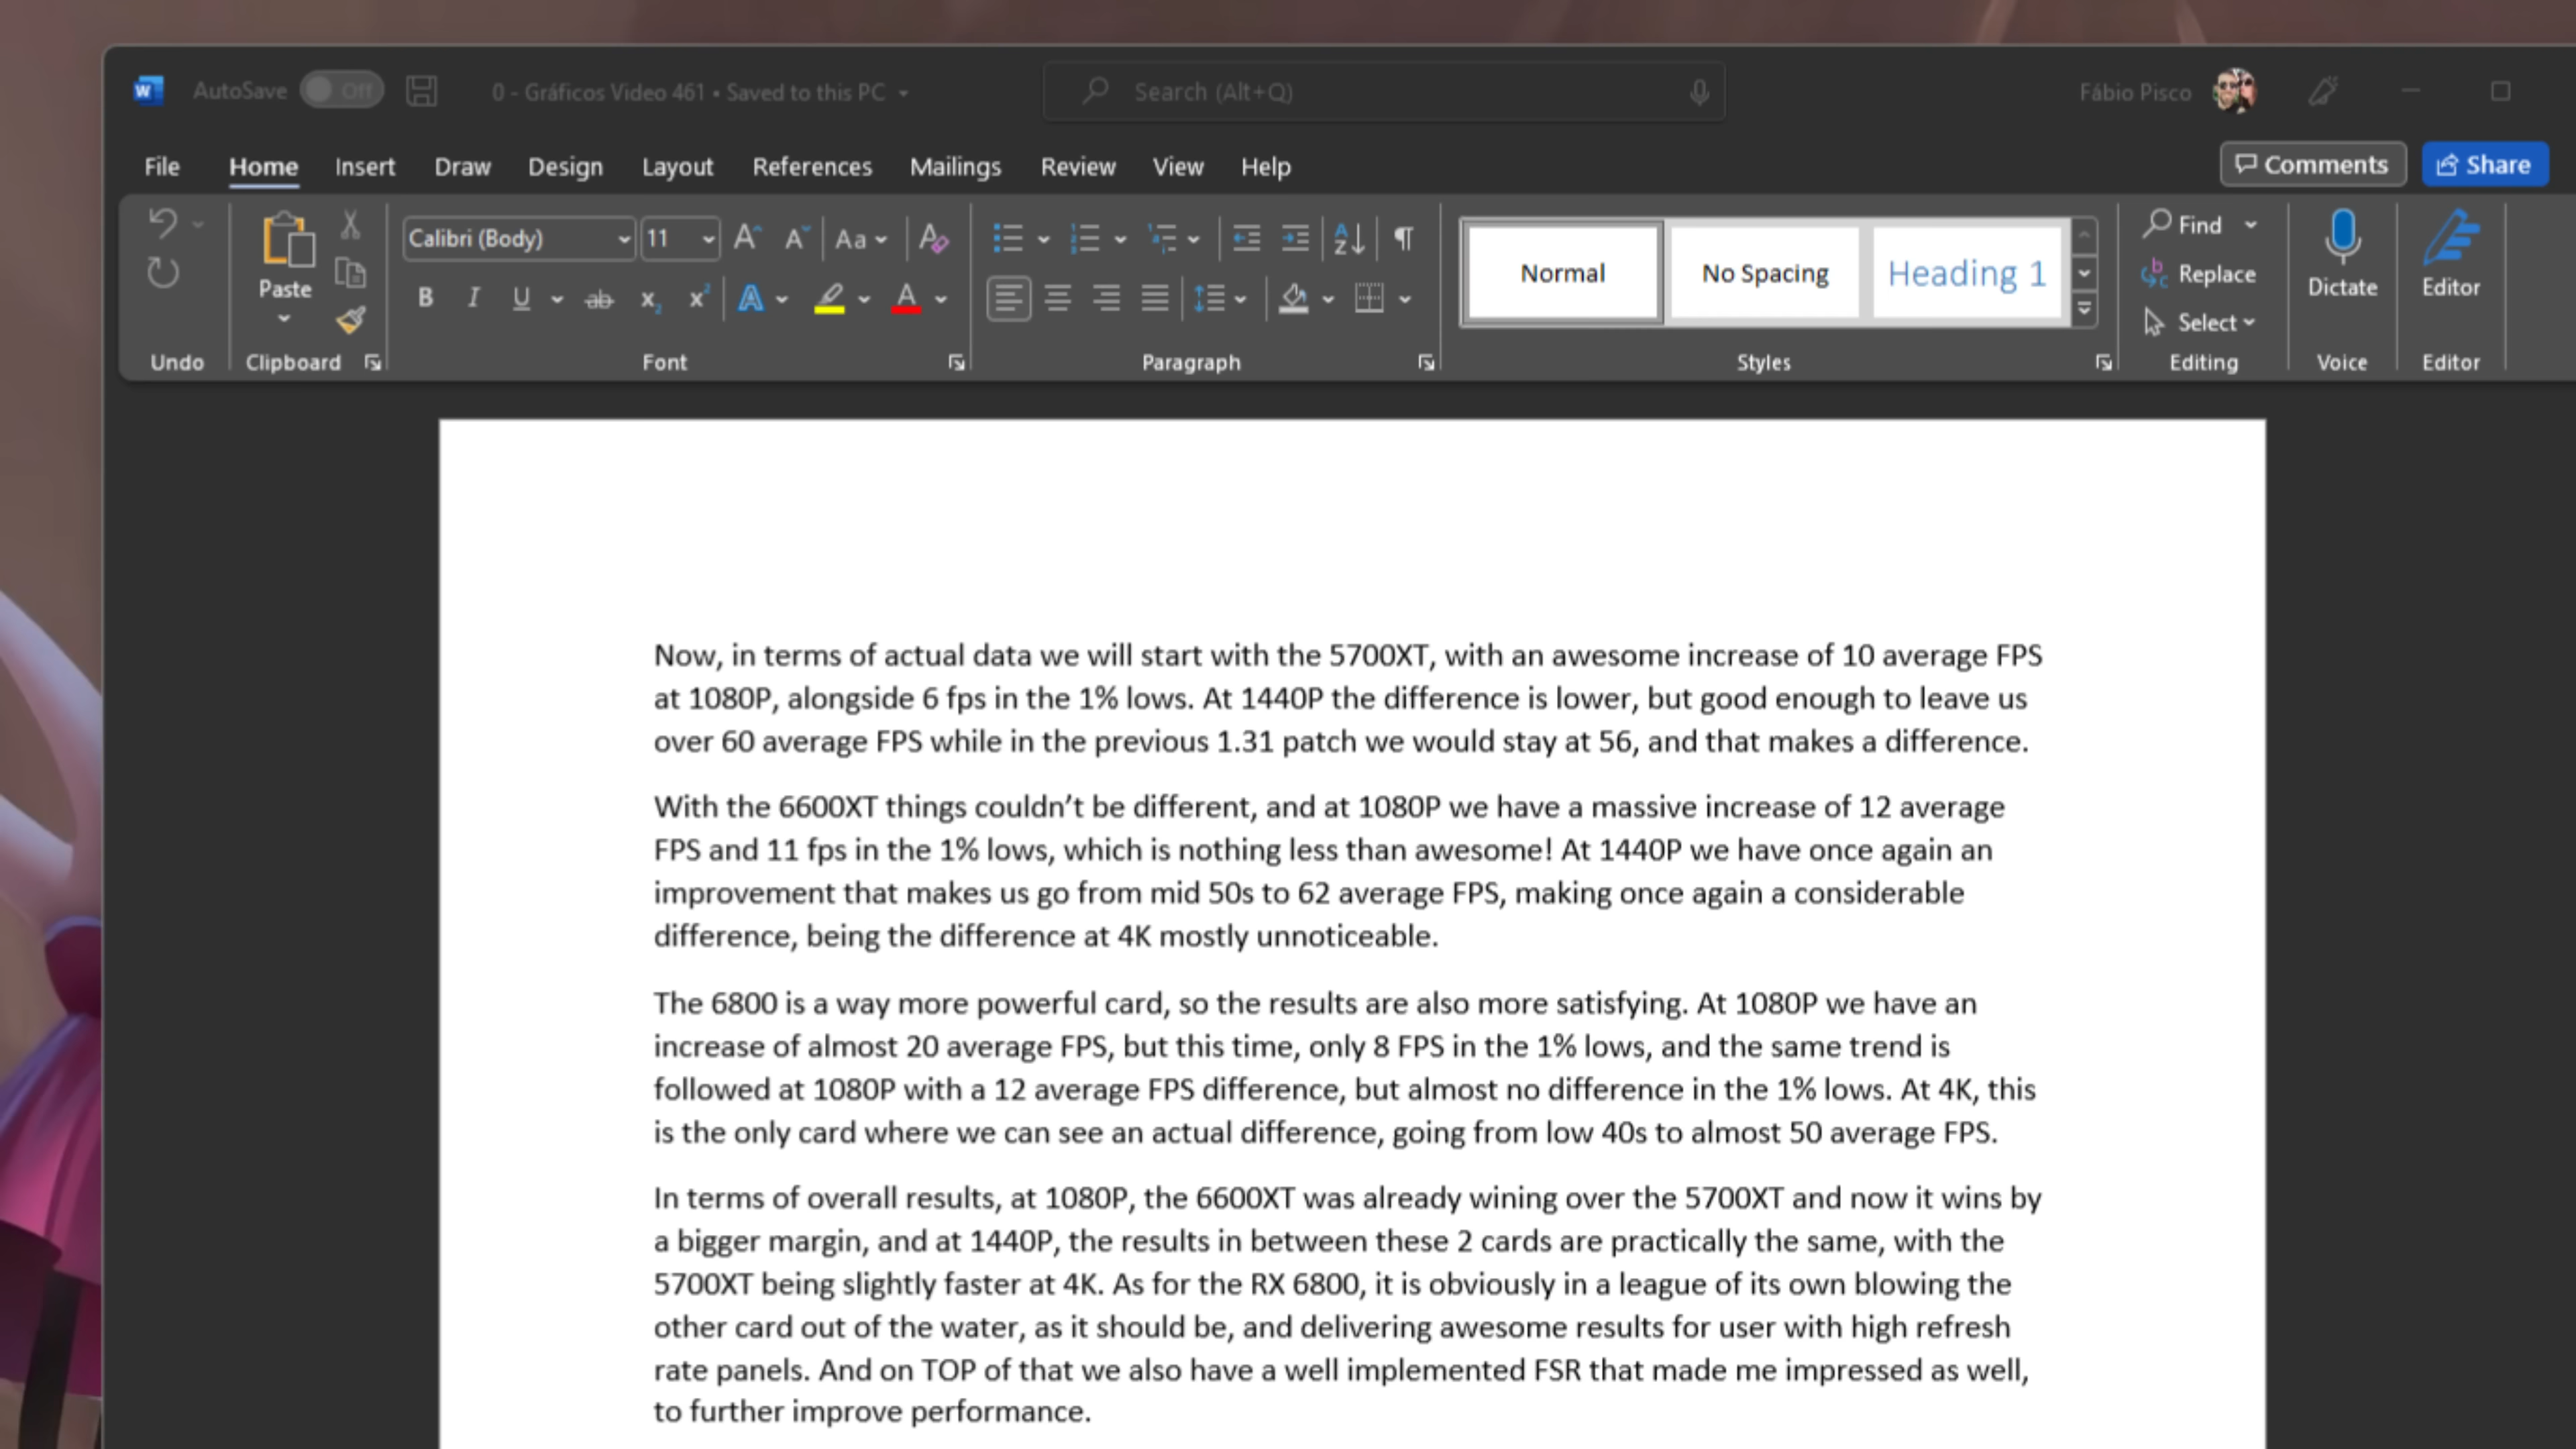 AutoSave Off 0 - Gráficos Video 461 • Saved to this PC Search (Alt+Q) Fábio Pisco
File Home Insert Draw Design Layout References Mailings Review View Help Comments Share
Calibri (Body) 11 Aa Find
Paste Normal No Spacing Heading 1 Replace Dictate Editor
Select
Undo Clipboard Font Paragraph Styles Editing Voice Editor
Now, in terms of actual data we will start with the 5700XT, with an awesome increase of 10 average FPS
at 1080P, alongside 6 fps in the 1% lows. At 1440P the difference is lower, but good enough to leave us
over 60 average FPS while in the previous 1.31 patch we would stay at 56, and that makes a difference.
With the 6600XT things couldn’t be different, and at 1080P we have a massive increase of 12 average
FPS and 11 fps in the 1% lows, which is nothing less than awesome! At 1440P we have once again an
improvement that makes us go from mid 50s to 62 average FPS, making once again a considerable
difference, being the difference at 4K mostly unnoticeable.
The 6800 is a way more powerful card, so the results are also more satisfying. At 1080P we have an
increase of almost 20 average FPS, but this time, only 8 FPS in the 1% lows, and the same trend is
followed at 1080P with a 12 average FPS difference, but almost no difference in the 1% lows. At 4K, this
is the only card where we can see an actual difference, going from low 40s to almost 50 average FPS.
In terms of overall results, at 1080P, the 6600XT was already wining over the 5700XT and now it wins by
a bigger margin, and at 1440P, the results in between these 2 cards are practically the same, with the
5700XT being slightly faster at 4K. As for the RX 6800, it is obviously in a league of its own blowing the
other card out of the water, as it should be, and delivering awesome results for user with high refresh
rate panels. And on TOP of that we also have a well implemented FSR that made me impressed as well,
to further improve performance.